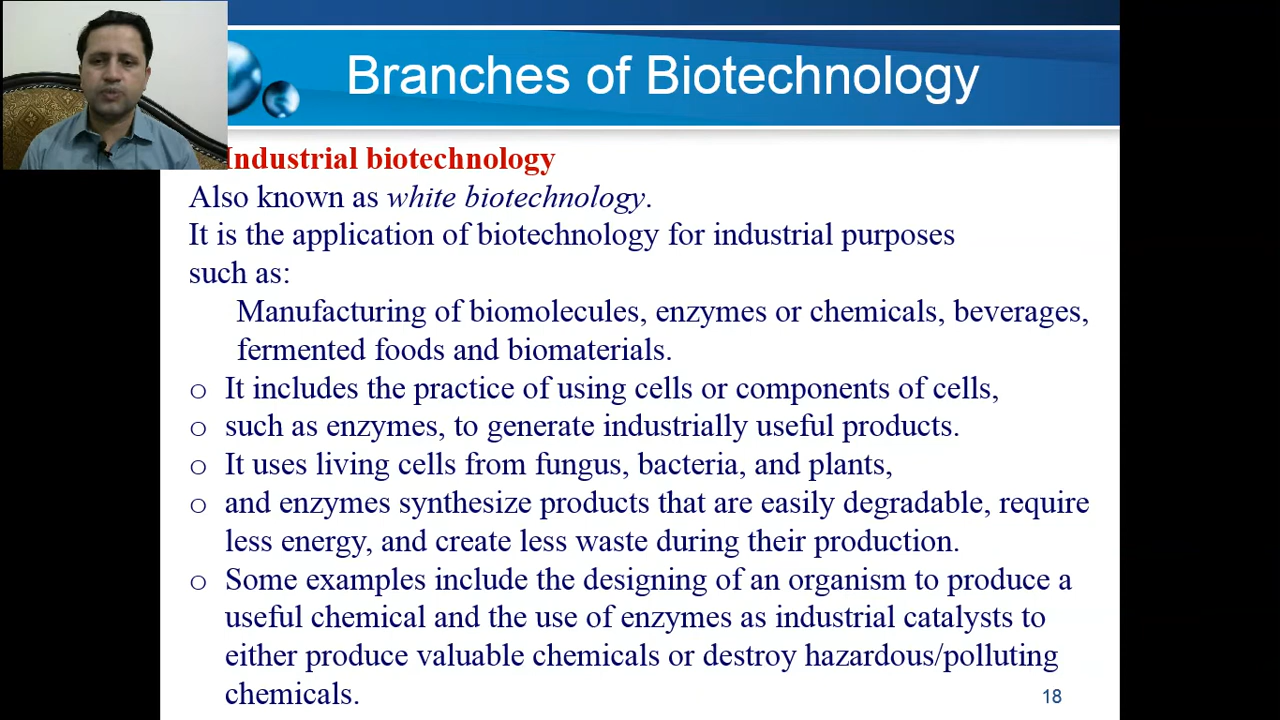 Branches of Biotechnology
Industrial biotechnology
Also known as white biotechnology.
It is the application of biotechnology for industrial purposes
such as:
Manufacturing of biomolecules, enzymes or chemicals, beverages,
fermented foods and biomaterials.
o It includes the practice of using cells or components of cells,
o such as enzymes, to generate industrially useful products.
o It uses living cells from fungus, bacteria, and plants,
o and enzymes synthesize products that are easily degradable, require
less energy, and create less waste during their production.
o Some examples include the designing of an organism to produce a
useful chemical and the use of enzymes as industrial catalysts to
either produce valuable chemicals or destroy hazardous/polluting
chemicals.
18